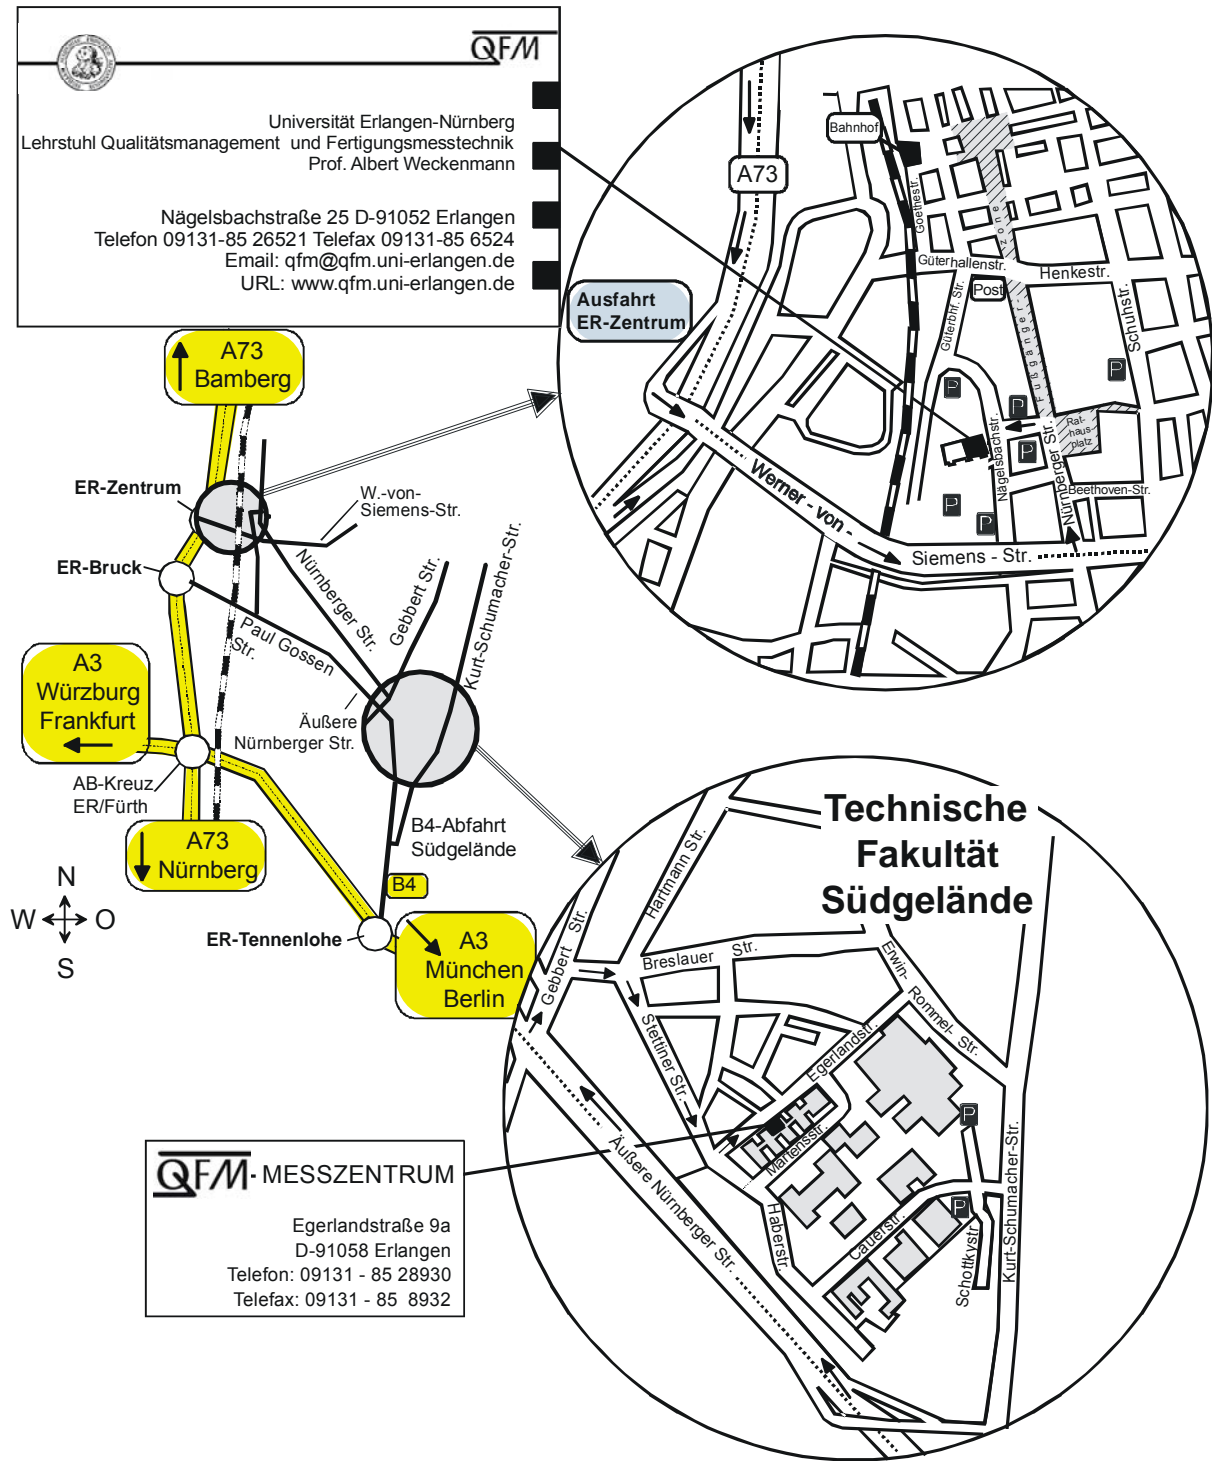 QFM
Universität Erlangen-Nürnberg
Lehrstuhl Qualitätsmanagement und Fertigungsmesstechnik
Prof. Albert Weckenmann
Nägelsbachstraße 25 D-91052 Erlangen
Telefon 09131-85 26521 Telefax 09131-85 6524
Email: qfm@qfm.uni-erlangen.de
URL: www.qfm.uni-erlangen.de
A73
Bamberg
ER-Zentrum
W.-von-
Siemens-Str.
ER-Bruck
Nürnberger Str.
Gebbert Str.
Kurt-Schumacher-Str.
Paul Gossen
Str.
A3
Würzburg
Frankfurt
Äußere
Nürnberger Str.
AB-Kreuz
ER/Fürth
A73
Nürnberg
B4-Abfahrt
Südgelände
B4
N
W
O
S
ER-Tennenlohe
A3
München
Berlin
Bahnhof
A73
Goethestr.
Güterhallenstr.
Henkestr.
Post
Ausfahrt
ER-Zentrum
Güterbhf. Str.
Fußgängerzone
Schuhstr.
P
P
P
P
P
P
Rat-
haus
platz
Nägelsbachstr.
Nürnberger Str.
Beethoven-Str.
Werner - von -
Siemens - Str.
Technische
Fakultät
Südgelände
Hartmann Str.
Gebbert Str.
Breslauer Str.
Erwin- Rommel- Str.
Stettiner Str.
Egerlandstr.
Martensstr.
P
Äußere Nürnberger Str.
Haberstr.
Cauerstr.
P
Schottkystr
Kurt-Schumacher-Str.
QFM - MESSZENTRUM
Egerlandstraße 9a
D-91058 Erlangen
Telefon: 09131 - 85 28930
Telefax: 09131 - 85 8932